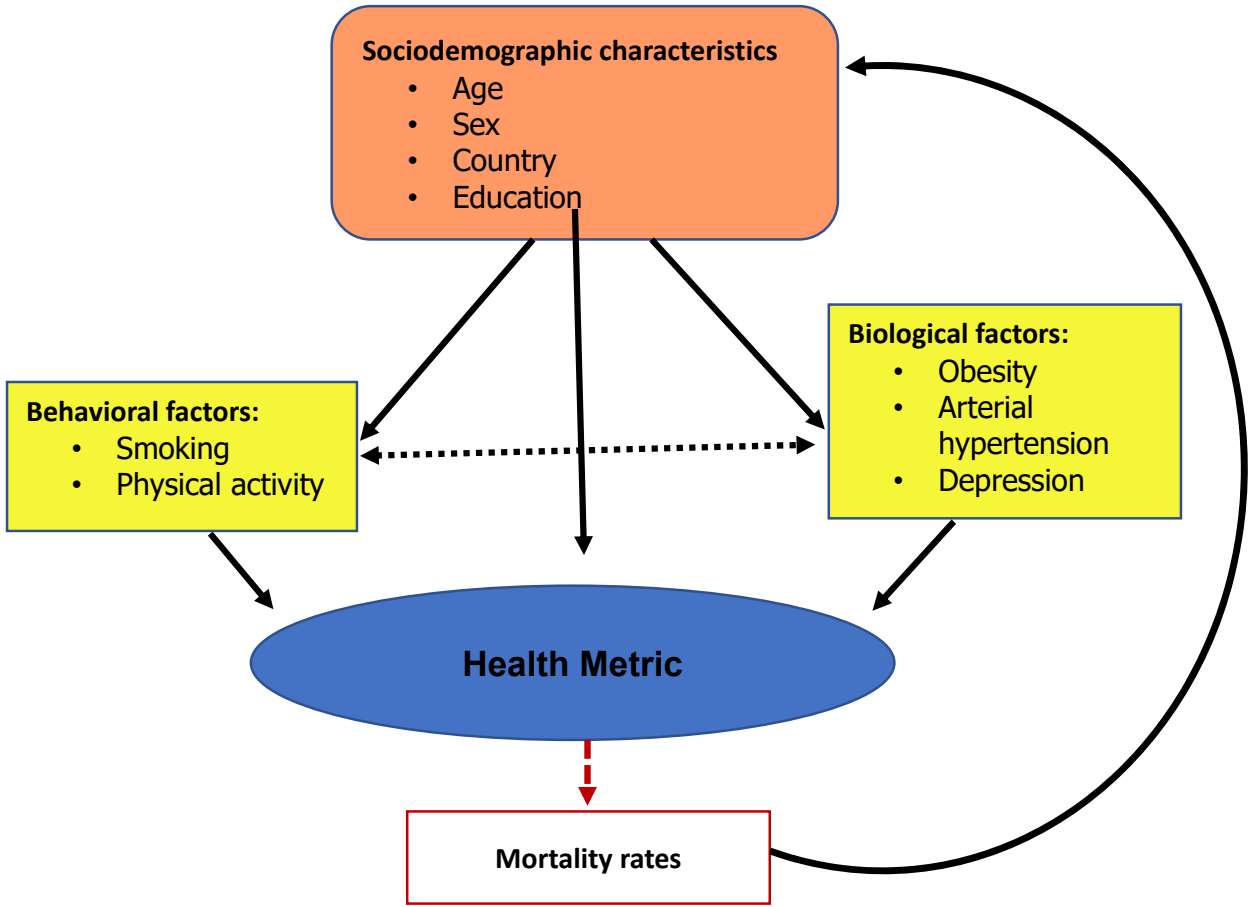 Sociodemographic characteristics
• Age
• Sex
• Country
• Education
Biological factors:
• Obesity
• Arterial
hypertension
• Depression
Behavioral factors:
• Smoking
• Physical activity
Health Metric
Mortality rates